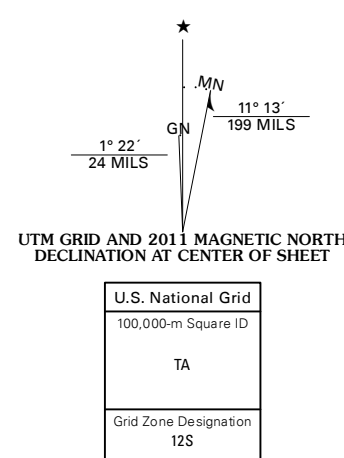 ★
MN
GN
11° 13´
199 MILS
1° 22´
24 MILS
UTM GRID AND 2011 MAGNETIC NORTH
DECLINATION AT CENTER OF SHEET
U.S. National Grid
100,000-m Square ID
TA
Grid Zone Designation
12S